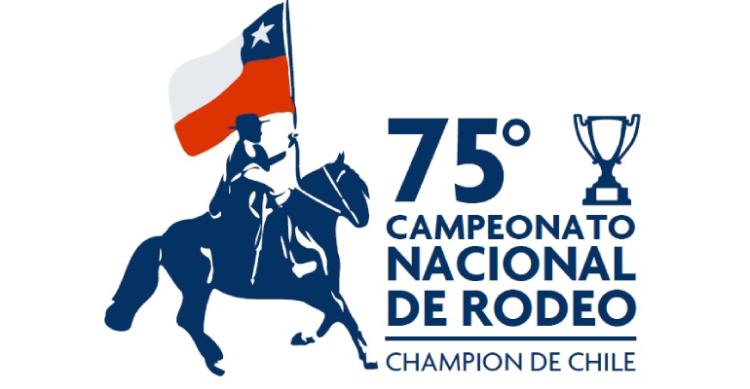 75°
CAMPEONATO
NACIONAL
DE RODEO
CHAMPION DE CHILE